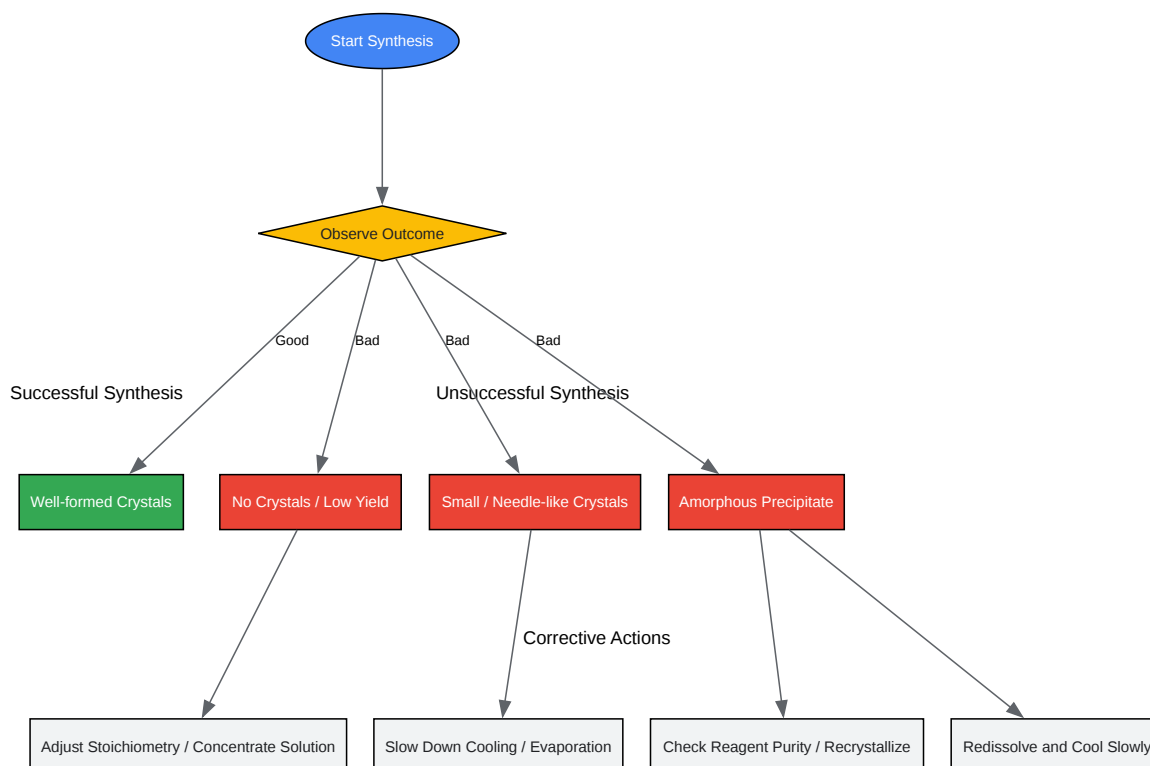 Start Synthesis
Observe Outcome
Good
Bad
Bad
Bad
Successful Synthesis
Unsuccessful Synthesis
Well-formed Crystals
No Crystals / Low Yield
Small / Needle-like Crystals
Amorphous Precipitate
Corrective Actions
Adjust Stoichiometry / Concentrate Solution
Slow Down Cooling / Evaporation
Check Reagent Purity / Recrystallize
Redissolve and Cool Slowly